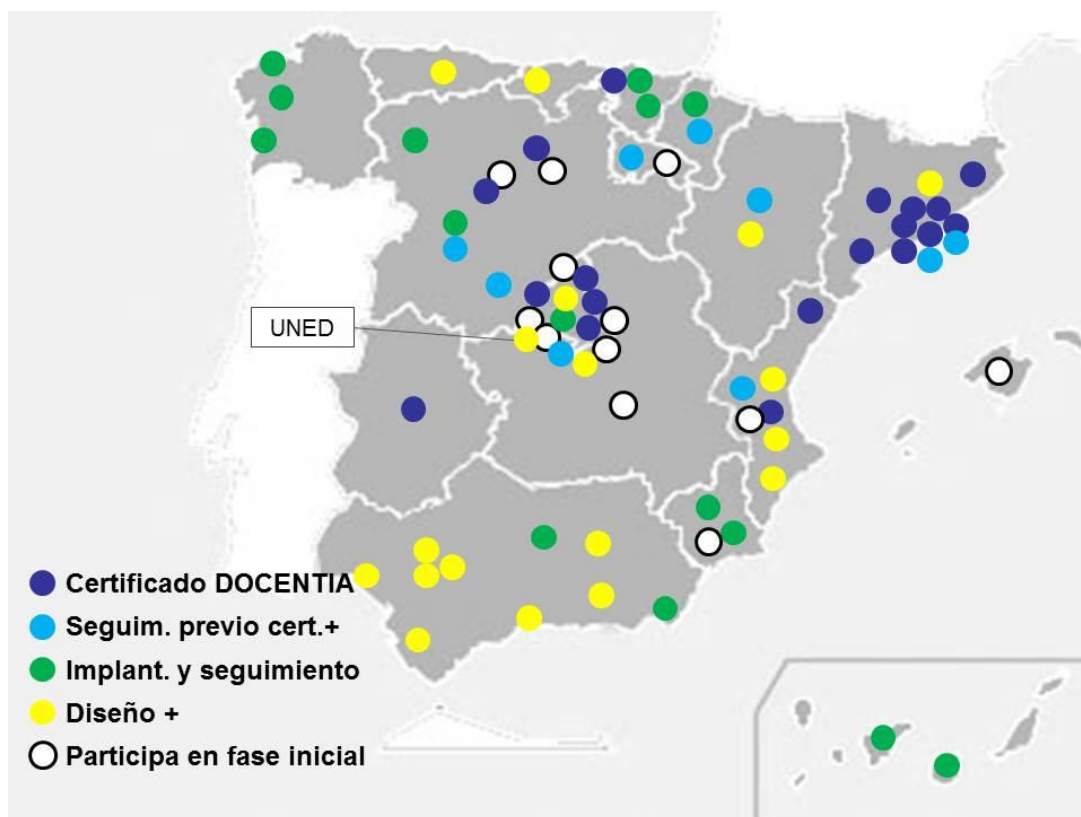 UNED
Certificado DOCENTIA
Seguim. previo cert.+
Implant. y seguimiento
Diseño +
Participa en fase inicial